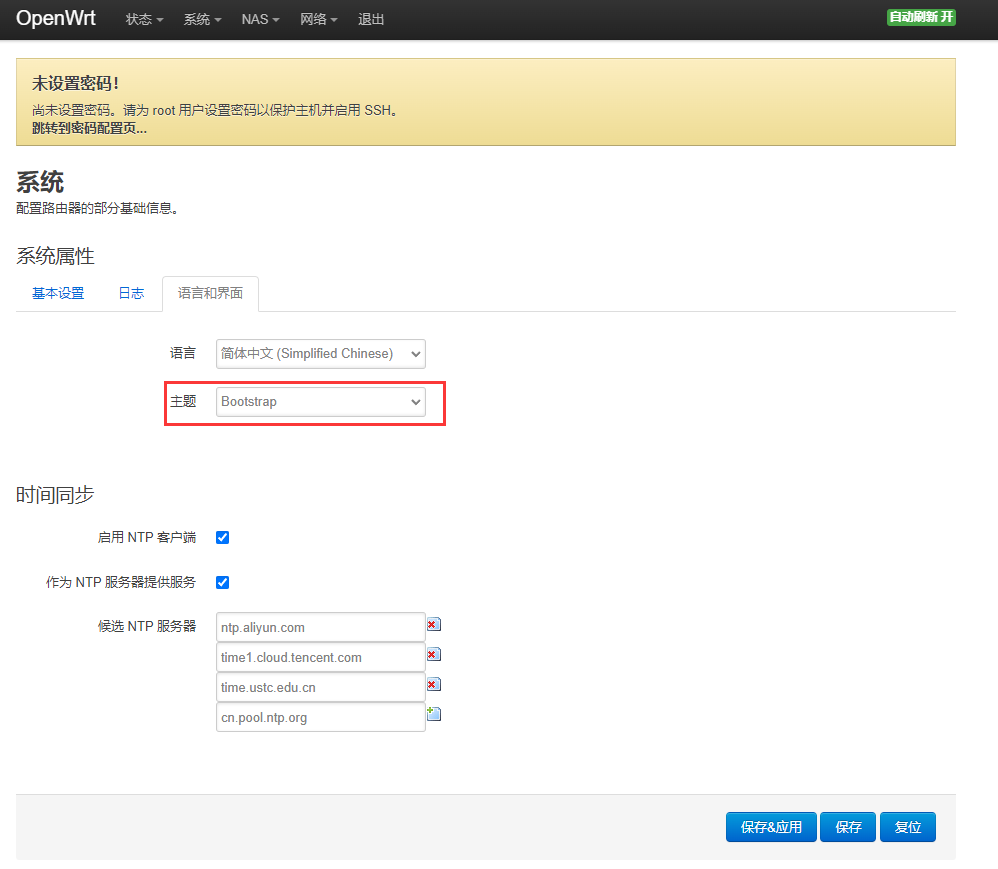 OpenWrt 状态 系统 NAS 网络 退出 自动刷新 开
未设置密码！
尚未设置密码。请为 root 用户设置密码以保护主机并启用 SSH。
跳转到密码配置页...
系统
配置路由器的部分基础信息。
系统属性
基本设置 日志 语言和界面
语言 简体中文 (Simplified Chinese)
主题 Bootstrap
时间同步
启用 NTP 客户端
作为 NTP 服务器提供服务
候选 NTP 服务器 ntp.aliyun.com
time1.cloud.tencent.com
time.ustc.edu.cn
cn.pool.ntp.org
保存&应用 保存 复位